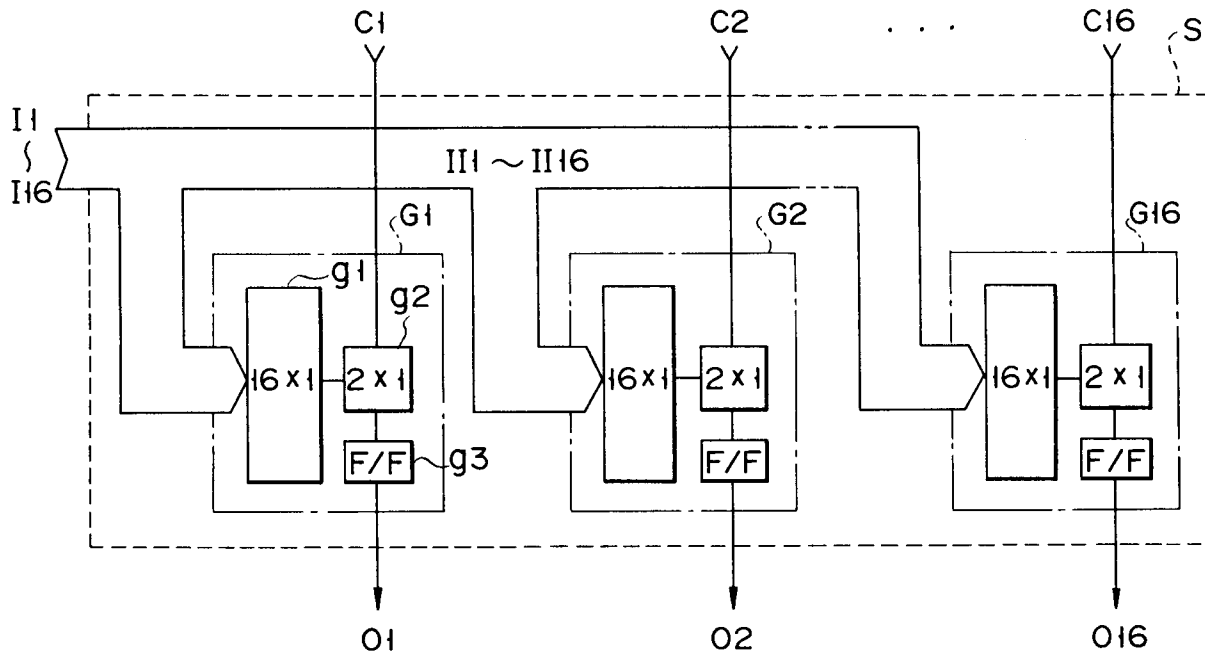 C1 C2 . . . C16 S
I1 ~ I16
II1 ~ II16
G1 G2 G16
g1
g2
16×1 2×1 16×1 2×1 16×1 2×1
F/F g3 F/F F/F
O1 O2 O16